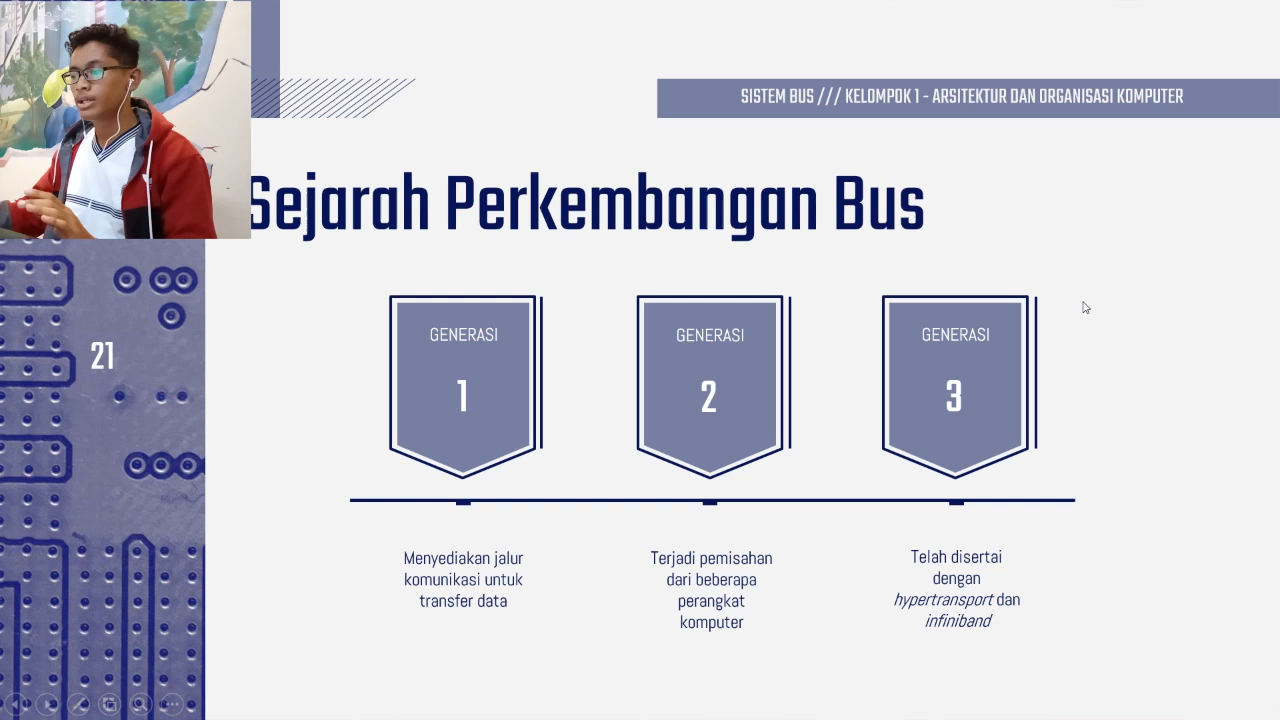 SISTEM BUS /// KELOMPOK 1 - ARSITEKTUR DAN ORGANISASI KOMPUTER
Sejarah Perkembangan Bus
21
GENERASI
1
GENERASI
2
GENERASI
3
Menyediakan jalur
komunikasi untuk
transfer data
Terjadi pemisahan
dari beberapa
perangkat
komputer
Telah disertai
dengan
hypertransport dan
infiniband